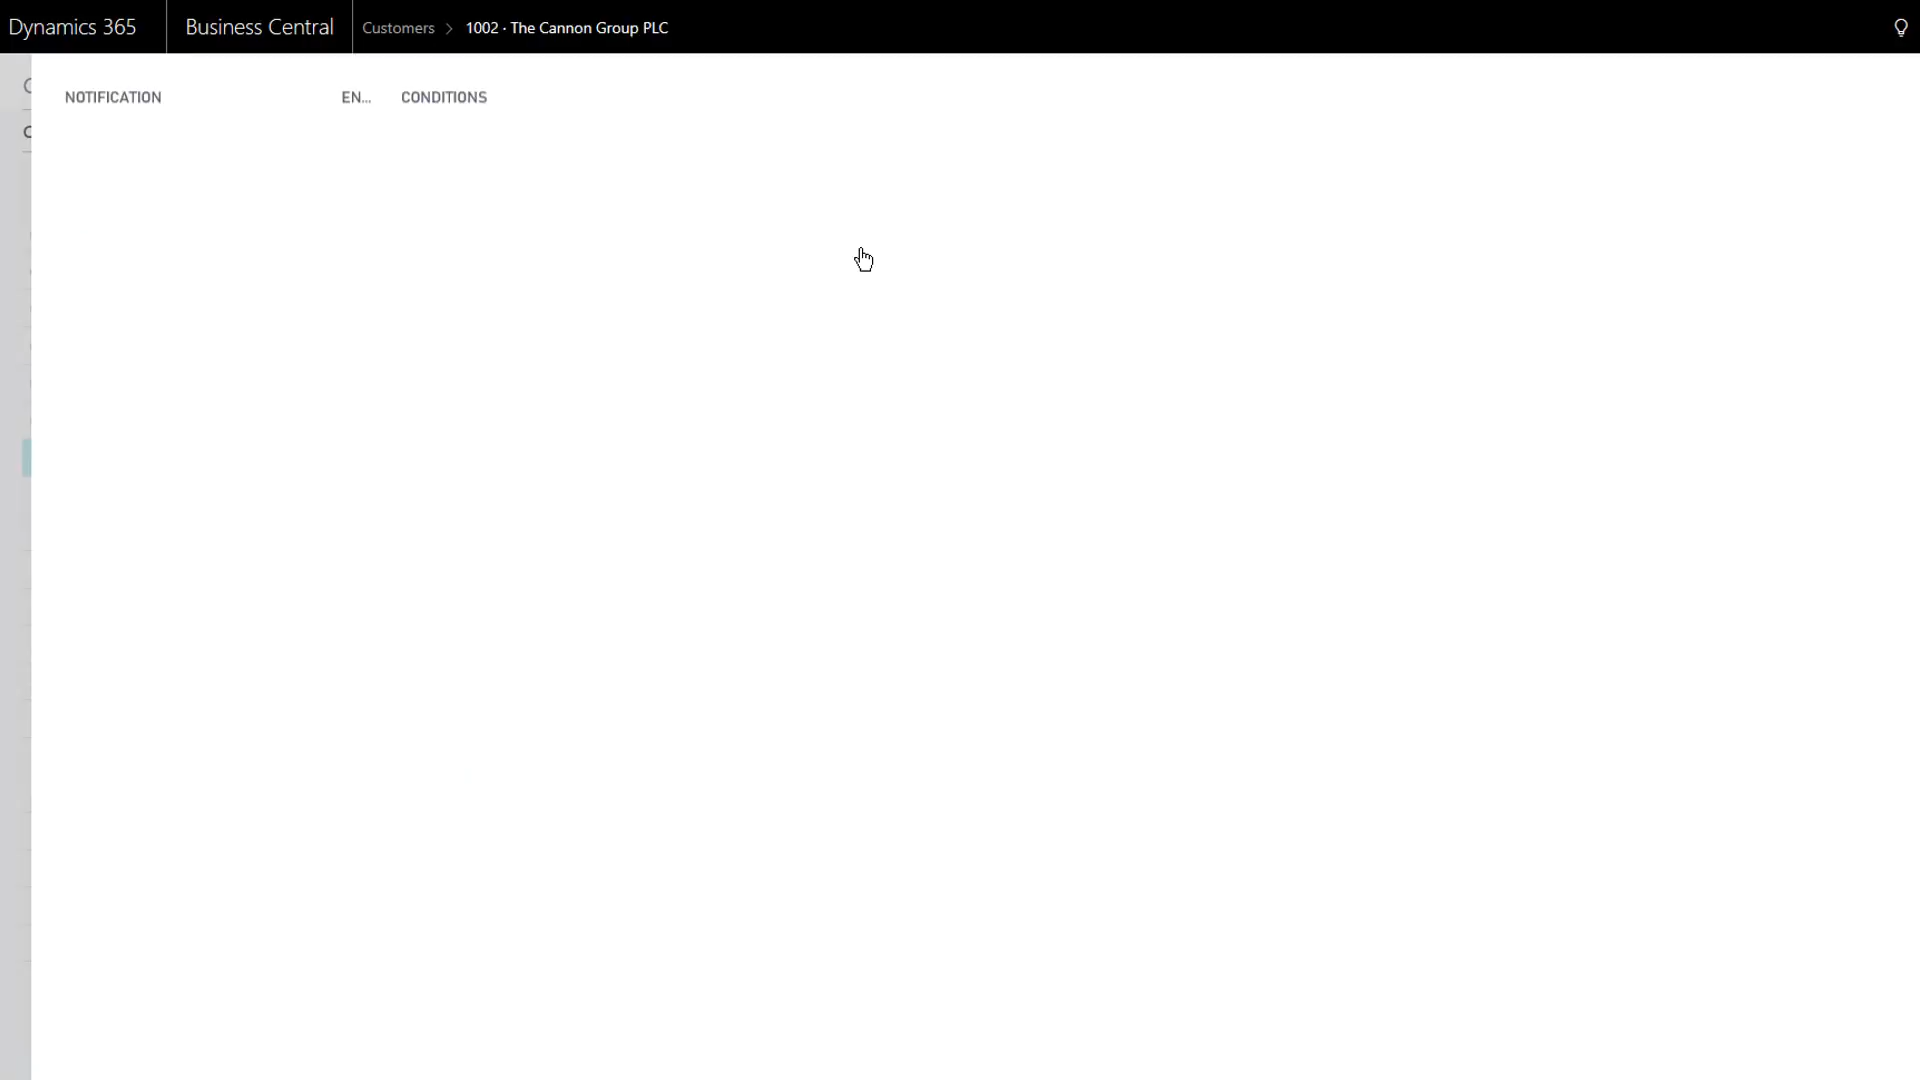 Dynamics 365 Business Central Customers > 1002 · The Cannon Group PLC
NOTIFICATION EN... CONDITIONS